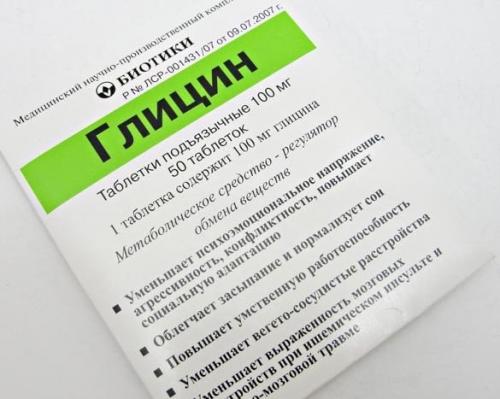 Медицинский научно-производственный комплекс
БИОТИКИ
Р № ЛСР-001431/07 от 09.07.2007 г.
Глицин
Таблетки подъязычные 100 мг
50 таблеток
1 таблетка содержит 100 мг глицина
Метаболическое средство - регулятор
обмена веществ
▪ Уменьшает психоэмоциональное напряжение,
агрессивность, конфликтность, повышает
социальную адаптацию
▪ Облегчает засыпание и нормализует сон
▪ Повышает умственную работоспособность
▪ Уменьшает вегето-сосудистые расстройства
▪ Уменьшает выраженность мозговых
ройств при ишемическом инсульте и
о-мозговой травме